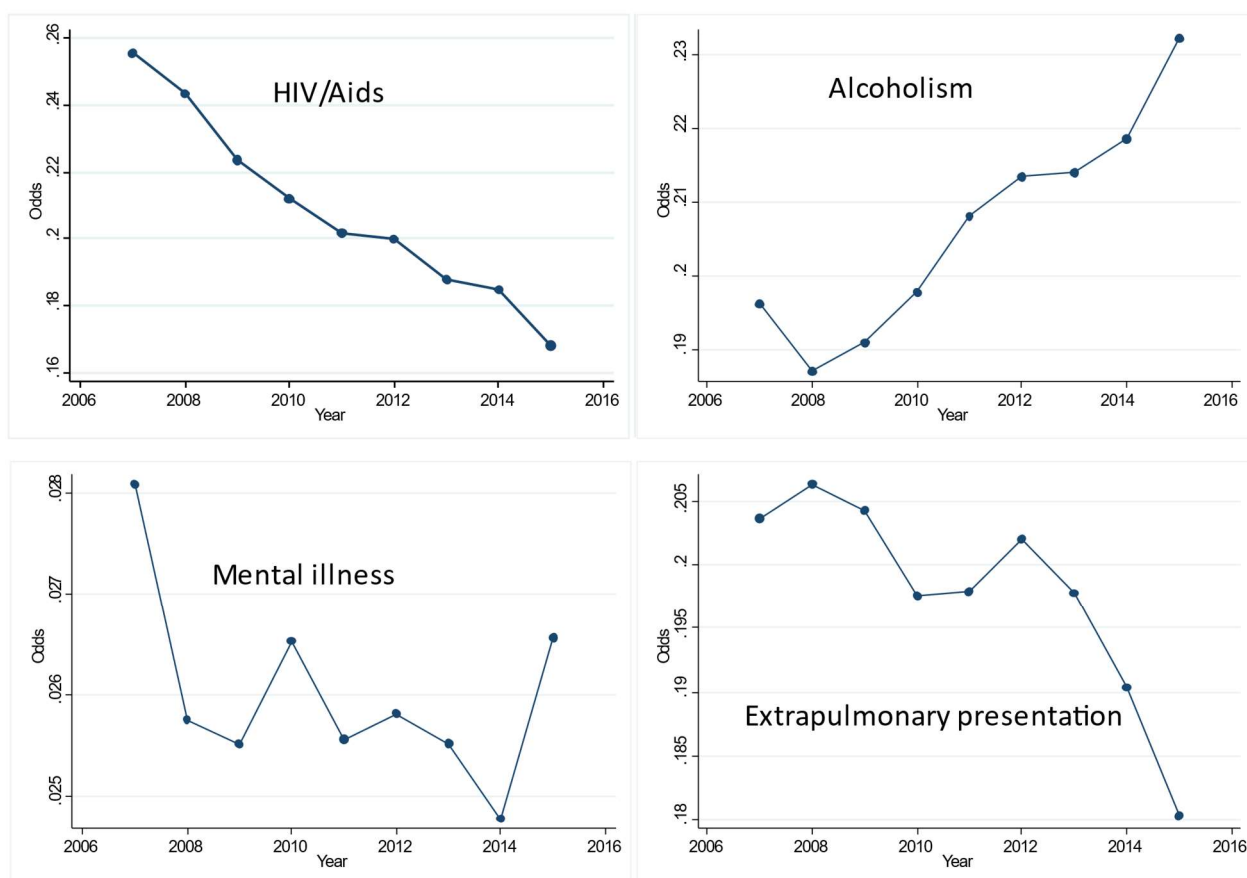 HIV/Aids
Odds
.26
.24
.22
.2
.18
.16
2006 2008 2010 2012 2014 2016
Year
Alcoholism
Odds
.23
.22
.21
.2
.19
2006 2008 2010 2012 2014 2016
Year
Mental illness
Odds
.028
.027
.026
.025
2006 2008 2010 2012 2014 2016
Year
Extrapulmonary presentation
Odds
.205
.2
.195
.19
.185
.18
2006 2008 2010 2012 2014 2016
Year